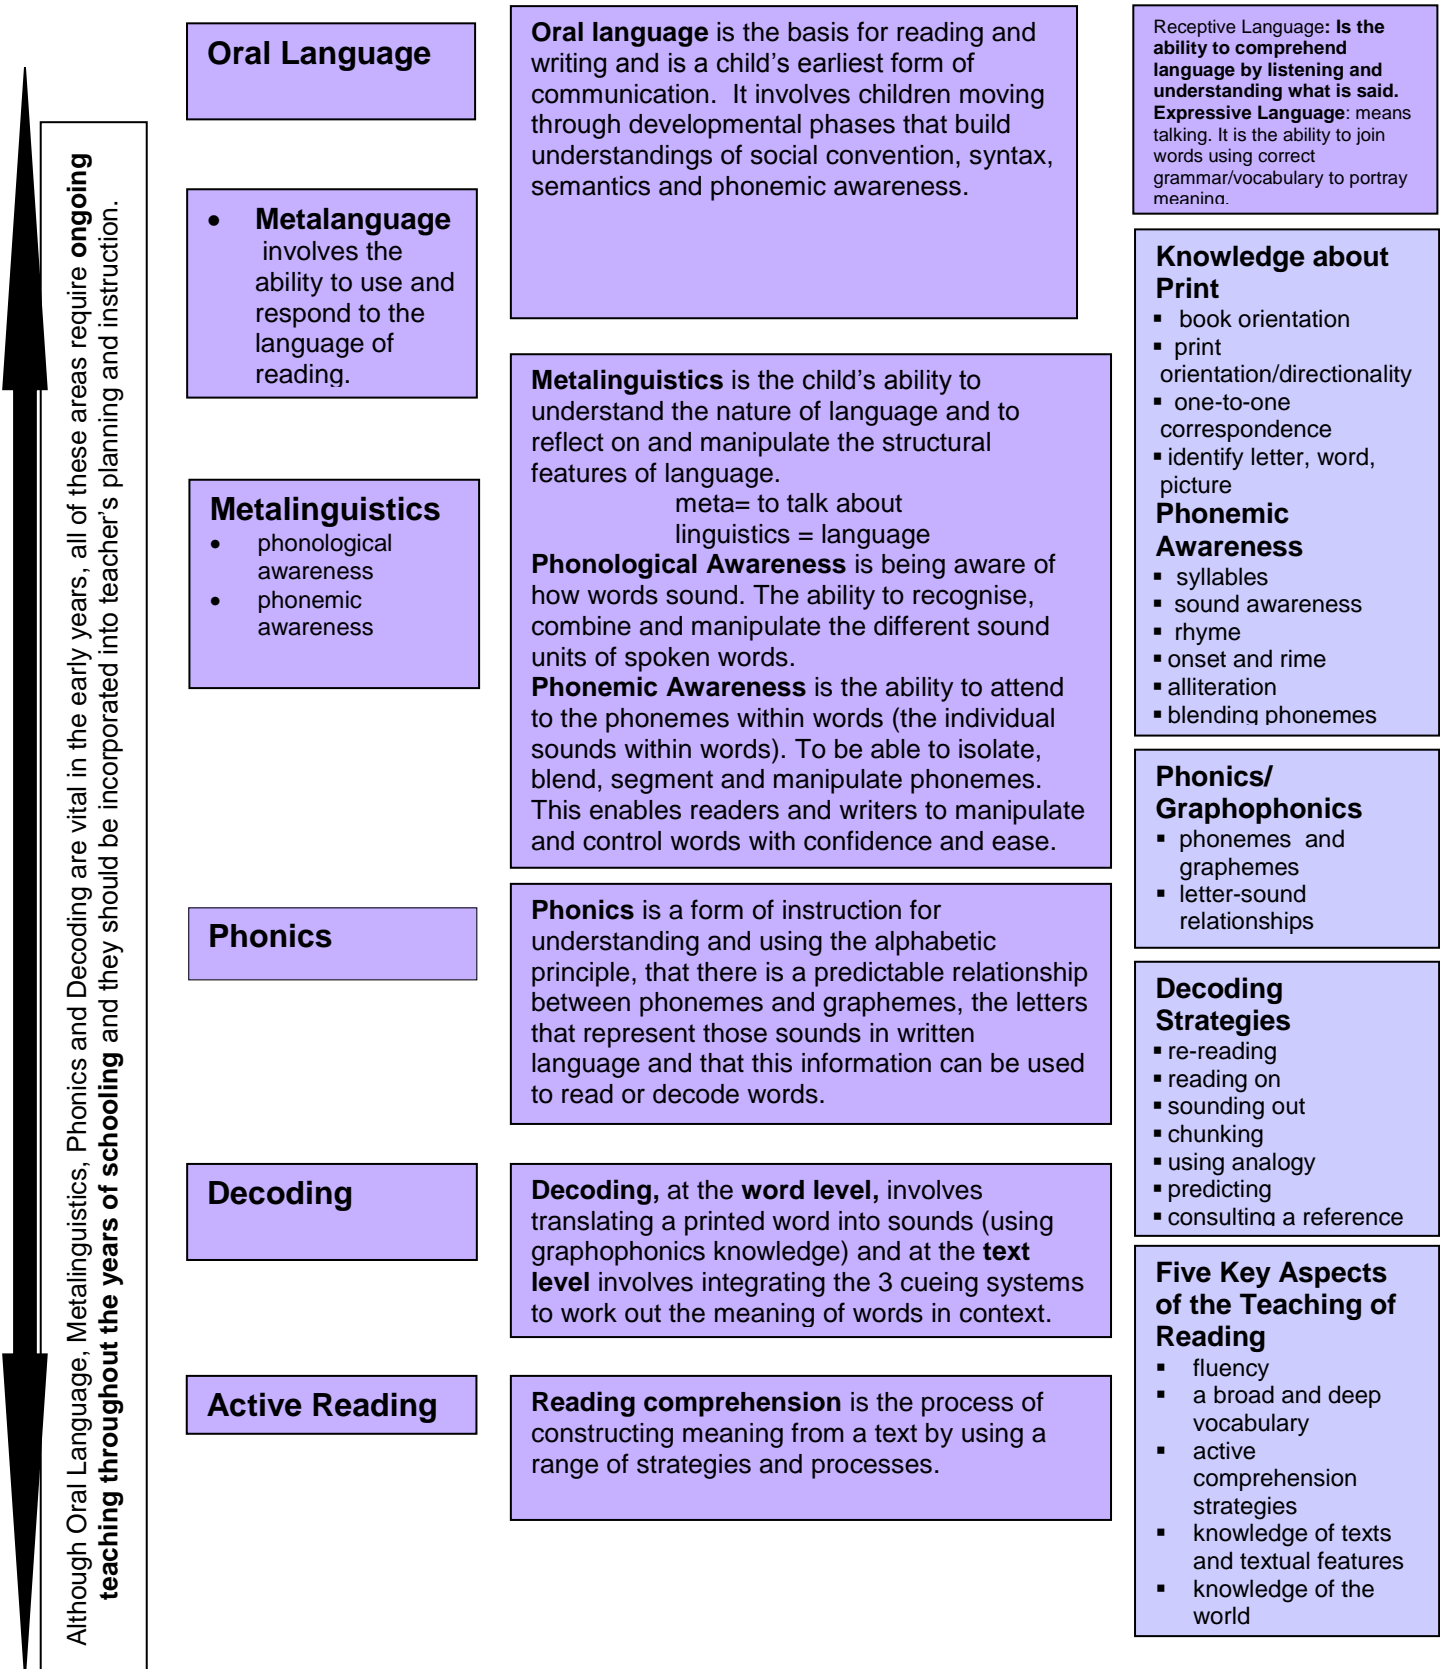 Although Oral Language, Metalinguistics, Phonics and Decoding are vital in the early years, all of these areas require ongoing
teaching throughout the years of schooling and they should be incorporated into teacher's planning and instruction.
Oral Language
Oral language is the basis for reading and
writing and is a child's earliest form of
communication. It involves children moving
through developmental phases that build
understandings of social convention, syntax,
semantics and phonemic awareness.
Receptive Language: Is the
ability to comprehend
language by listening and
understanding what is said.
Expressive Language: means
talking. It is the ability to join
words using correct
grammar/vocabulary to portray
meaning.
• Metalanguage
involves the
ability to use and
respond to the
language of
reading.
Knowledge about
Print
▪ book orientation
▪ print
orientation/directionality
▪ one-to-one
correspondence
▪ identify letter, word,
picture
Phonemic
Awareness
▪ syllables
▪ sound awareness
▪ rhyme
▪ onset and rime
▪ alliteration
▪ blending phonemes
Metalinguistics
• phonological
awareness
• phonemic
awareness
Metalinguistics is the child's ability to
understand the nature of language and to
reflect on and manipulate the structural
features of language.
meta= to talk about
linguistics = language
Phonological Awareness is being aware of
how words sound. The ability to recognise,
combine and manipulate the different sound
units of spoken words.
Phonemic Awareness is the ability to attend
to the phonemes within words (the individual
sounds within words). To be able to isolate,
blend, segment and manipulate phonemes.
This enables readers and writers to manipulate
and control words with confidence and ease.
Phonics/
Graphophonics
▪ phonemes and
graphemes
▪ letter-sound
relationships
Phonics
Phonics is a form of instruction for
understanding and using the alphabetic
principle, that there is a predictable relationship
between phonemes and graphemes, the letters
that represent those sounds in written
language and that this information can be used
to read or decode words.
Decoding
Strategies
▪ re-reading
▪ reading on
▪ sounding out
▪ chunking
▪ using analogy
▪ predicting
▪ consulting a reference
Decoding
Decoding, at the word level, involves
translating a printed word into sounds (using
graphophonics knowledge) and at the text
level involves integrating the 3 cueing systems
to work out the meaning of words in context.
Five Key Aspects
of the Teaching of
Reading
▪ fluency
▪ a broad and deep
vocabulary
▪ active
comprehension
strategies
▪ knowledge of texts
and textual features
▪ knowledge of the
world
Active Reading
Reading comprehension is the process of
constructing meaning from a text by using a
range of strategies and processes.